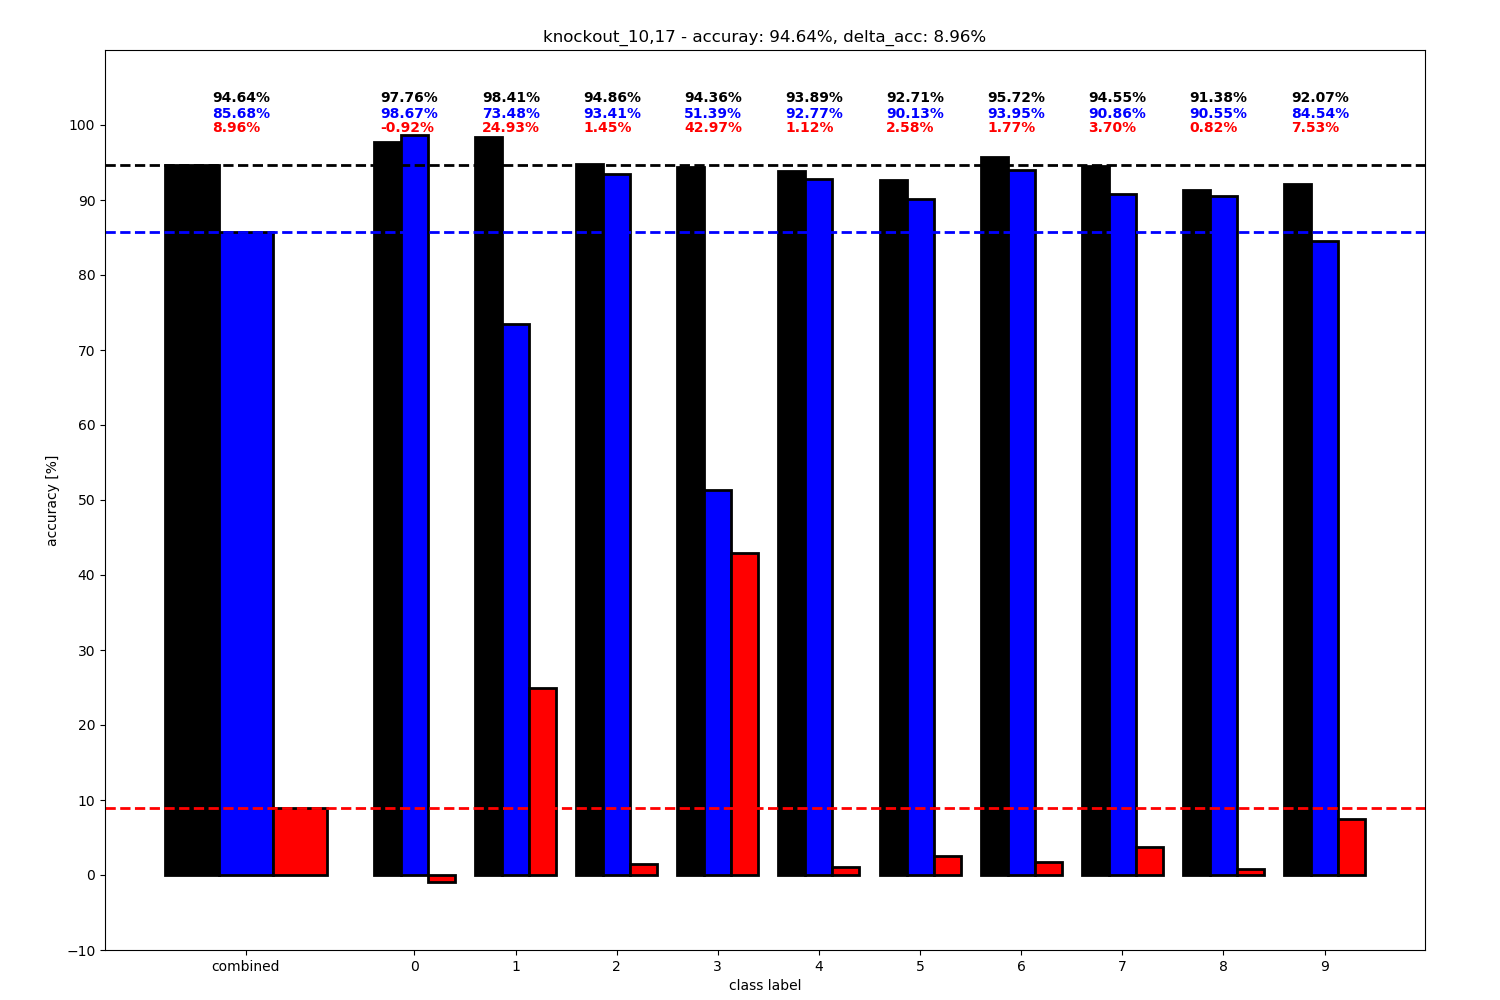 knockout_10,17 - accuray: 94.64%, delta_acc: 8.96%
94.64% 97.76% 98.41% 94.86% 94.36% 93.89% 92.71% 95.72% 94.55% 91.38% 92.07%
85.68% 98.67% 73.48% 93.41% 51.39% 92.77% 90.13% 93.95% 90.86% 90.55% 84.54%
8.96% -0.92% 24.93% 1.45% 42.97% 1.12% 2.58% 1.77% 3.70% 0.82% 7.53%
100
90
80
70
60
50
40
30
20
10
0
−10
accuracy [%]
combined 0 1 2 3 4 5 6 7 8 9
class label